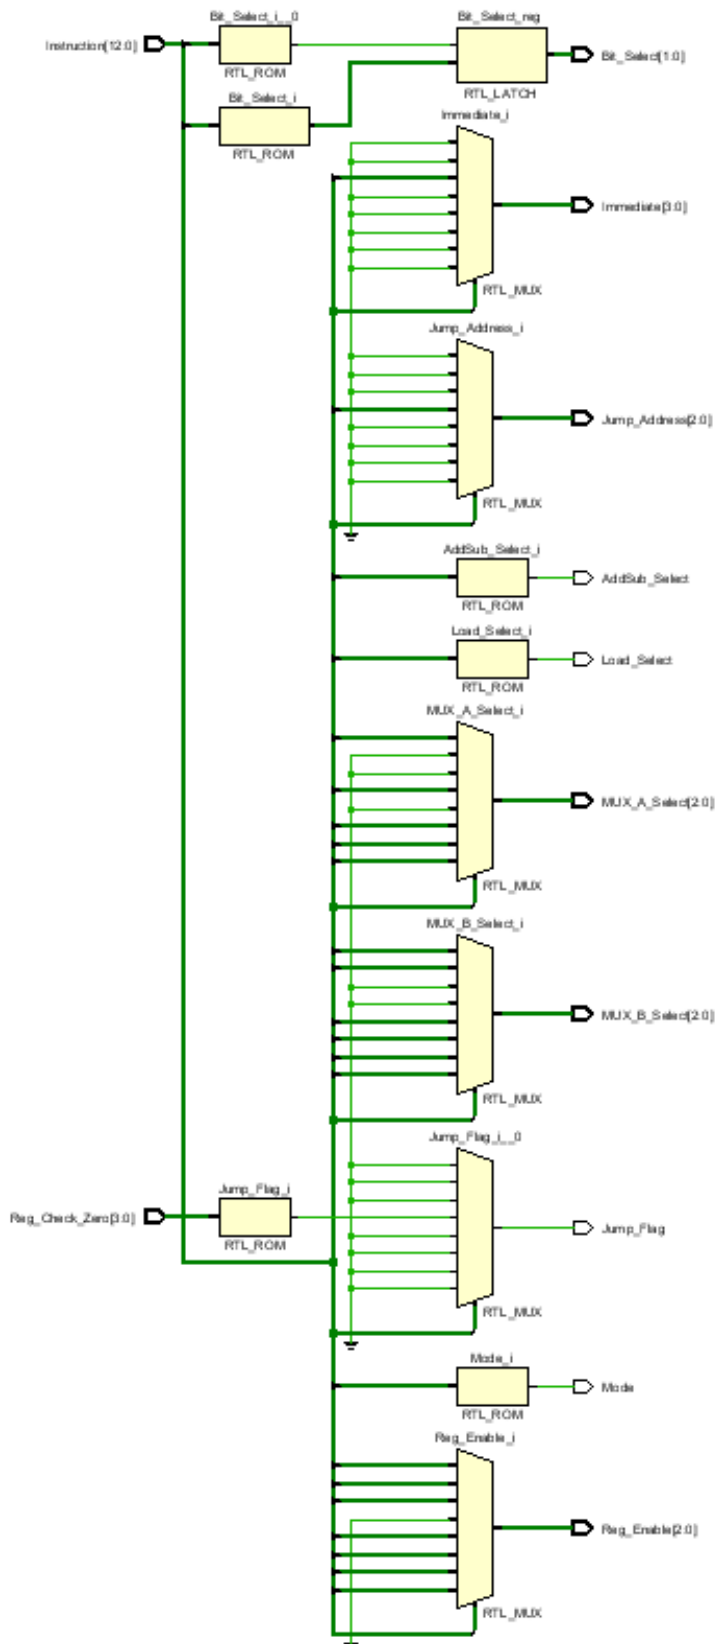 Bit_Select_i__0
Bit_Select_reg
Instruction[12:0]
Bit_Select[1:0]
RTL_ROM
RTL_LATCH
Bit_Select_i
Immediate_i
RTL_ROM
Immediate[3:0]
RTL_MUX
Jump_Address_i
Jump_Address[2:0]
RTL_MUX
AddSub_Select_i
AddSub_Select
RTL_ROM
Load_Select_i
Load_Select
RTL_ROM
MUX_A_Select_i
MUX_A_Select[2:0]
RTL_MUX
MUX_B_Select_i
MUX_B_Select[2:0]
RTL_MUX
Jump_Flag_i__0
Jump_Flag_i
Reg_Check_Zero[3:0]
Jump_Flag
RTL_ROM
RTL_MUX
Mode_i
Mode
RTL_ROM
Reg_Enable_i
Reg_Enable[2:0]
RTL_MUX